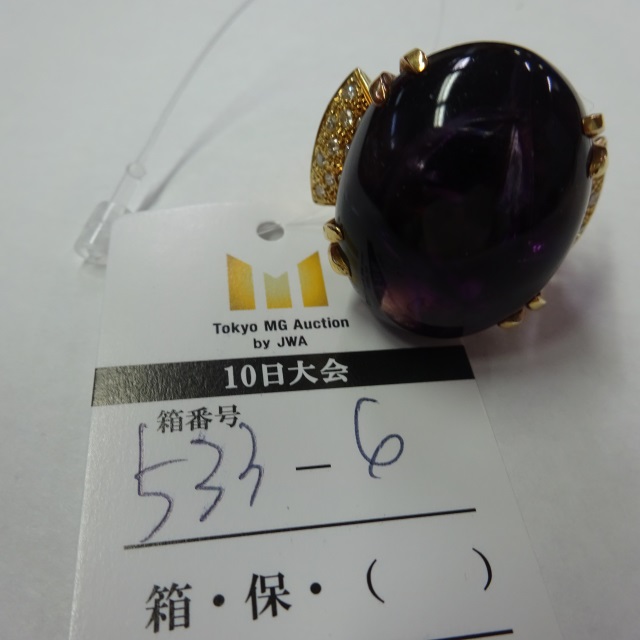 Tokyo MG Auction
by JWA
10日大会
箱番号
533-6
箱・保・(　　)